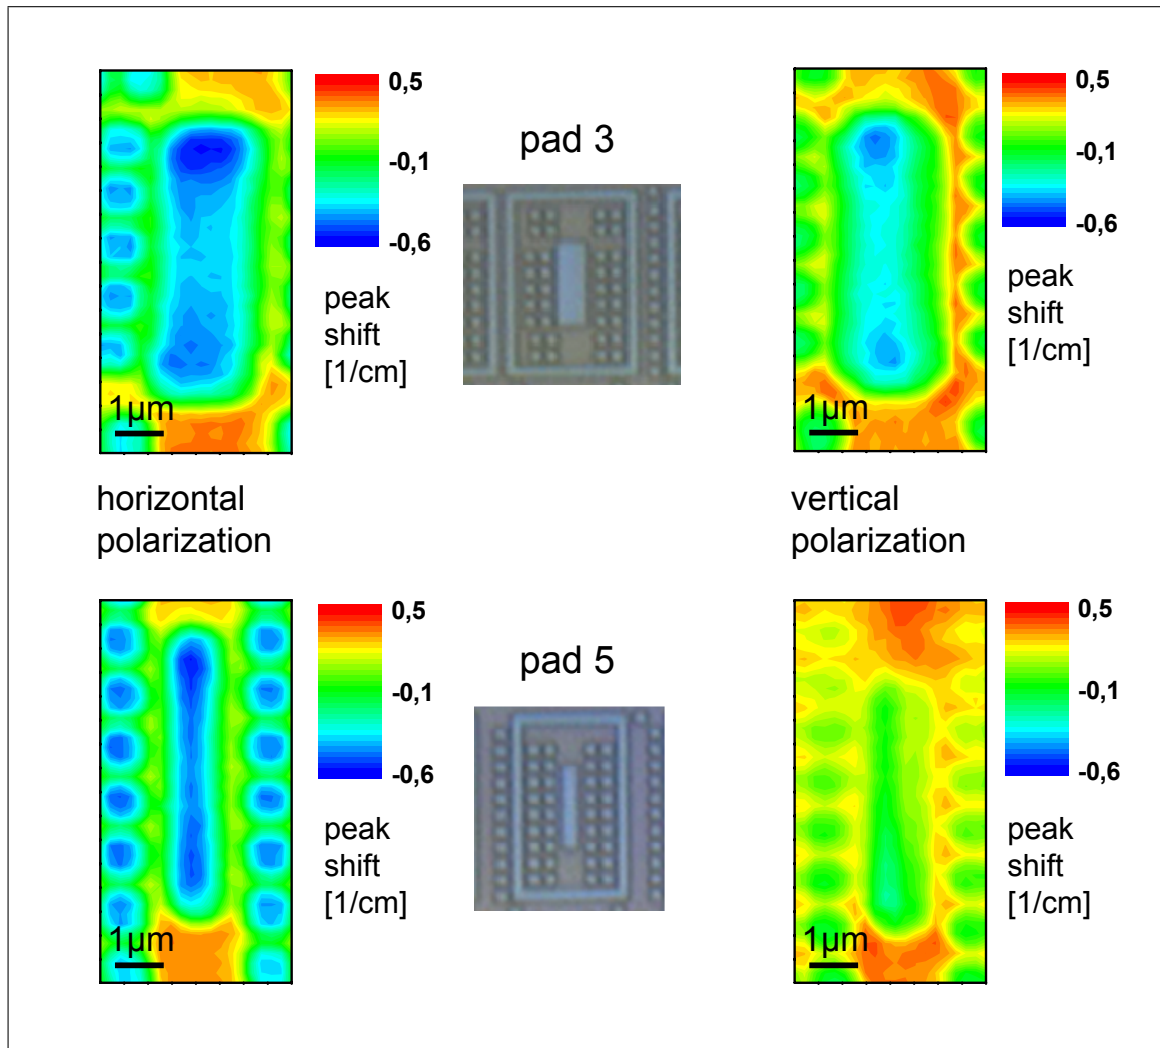 0,5
-0,1
-0,6
peak
shift
[1/cm]
1µm
pad 3
0,5
-0,1
-0,6
peak
shift
[1/cm]
1µm
horizontal
polarization
vertical
polarization
0,5
-0,1
-0,6
peak
shift
[1/cm]
1µm
pad 5
0,5
-0,1
-0,6
peak
shift
[1/cm]
1µm